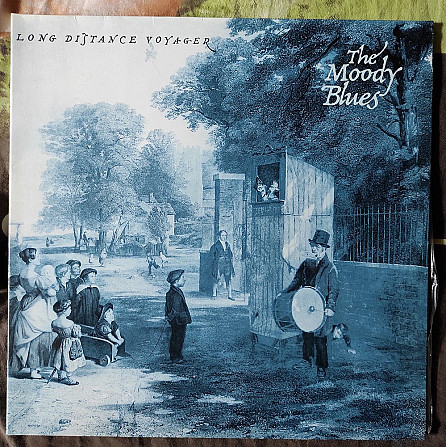 LONG DISTANCE VOYAGER
The
Moody
Blues